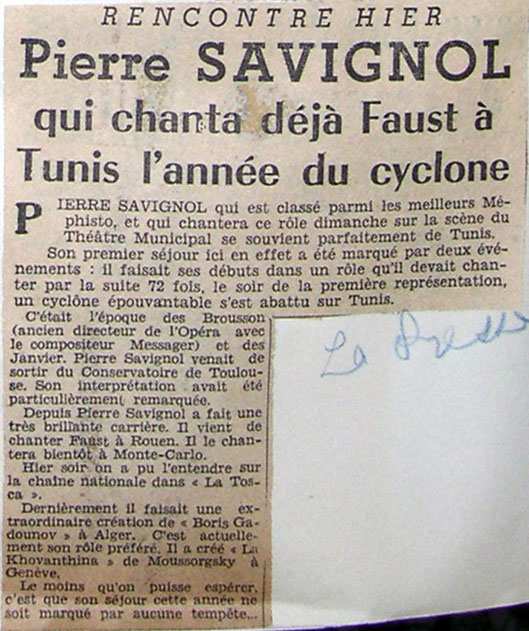 RENCONTRE HIER
Pierre SAVIGNOL
qui chanta déjà Faust à
Tunis l'année du cyclone
PIERRE SAVIGNOL qui est classé parmi les meilleurs Mé-
phisto, et qui chantera ce rôle dimanche sur la scène du
Théâtre Municipal se souvient parfaitement de Tunis.
Son premier séjour ici en effet a été marqué par deux évé-
nements : il faisait ses débuts dans un rôle qu'il devait chan-
ter par la suite 72 fois, le soir de la première représentation,
un cyclône épouvantable s'est abattu sur Tunis.
C'était l'époque des Brousson
(ancien directeur de l'Opéra avec
le compositeur Messager) et des
Janvier. Pierre Savignol venait de
sortir du Conservatoire de Toulou-
se. Son interprétation avait été
particulièrement remarquée.
Depuis Pierre Savignol a fait une
très brillante carrière. Il vient de
chanter Faust à Rouen. Il le chan-
tera bientôt à Monte-Carlo.
Hier soir on a pu l'entendre sur
la chaîne nationale dans « La Tos-
ca ».
Dernièrement il faisait une ex-
traordinaire création de « Boris Ga-
dounov » à Alger. C'est actuelle-
ment son rôle préféré. Il a créé « La
Khovanthina » de Moussorgsky à
Genève.
Le moins qu'on puisse espérer,
c'est que son séjour cette année ne
soit marqué par aucune tempête...
La Presse